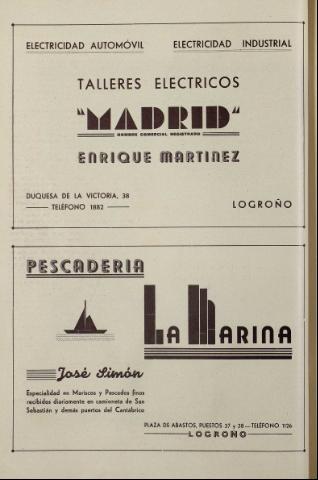 ELECTRICIDAD AUTOMÓVIL ELECTRICIDAD INDUSTRIAL
TALLERES ELECTRICOS
"MADRID"
NOMBRE COMERCIAL REGISTRADO
ENRIQUE MARTINEZ
DUQUESA DE LA VICTORIA, 38
TELÉFONO 1882
LOGROÑO
PESCADERIA
LA MARINA
José Simón
Especialidad en Mariscos y Pescados finos
recibidos diariamente en camioneta de San
Sebastián y demás puertos del Cantábrico
PLAZA DE ABASTOS, PUESTOS 37 y 38 — TELÉFONO 1126
LOGROÑO